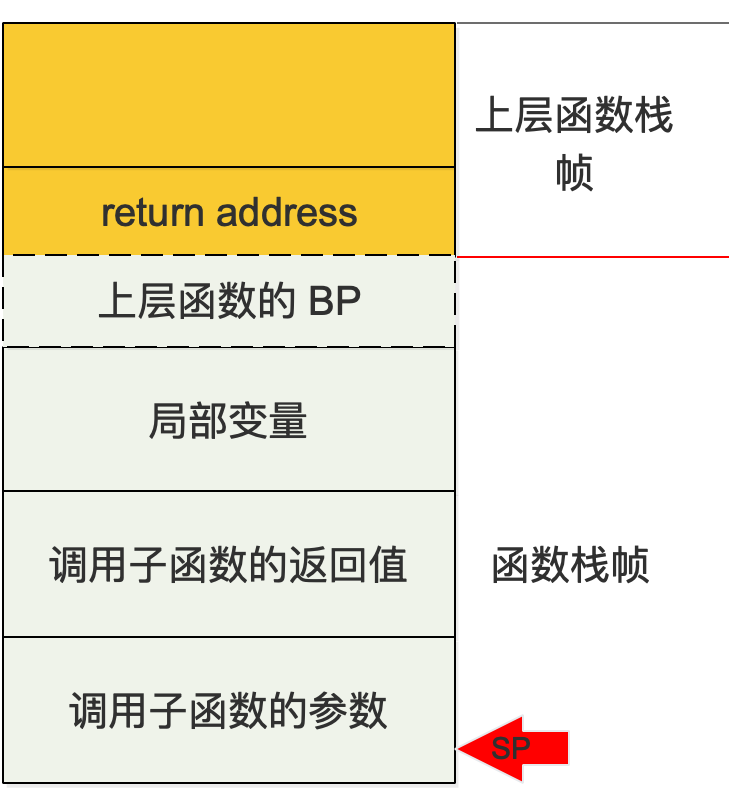 上层函数栈
帧
return address
上层函数的 BP
局部变量
调用子函数的返回值
函数栈帧
调用子函数的参数
SP